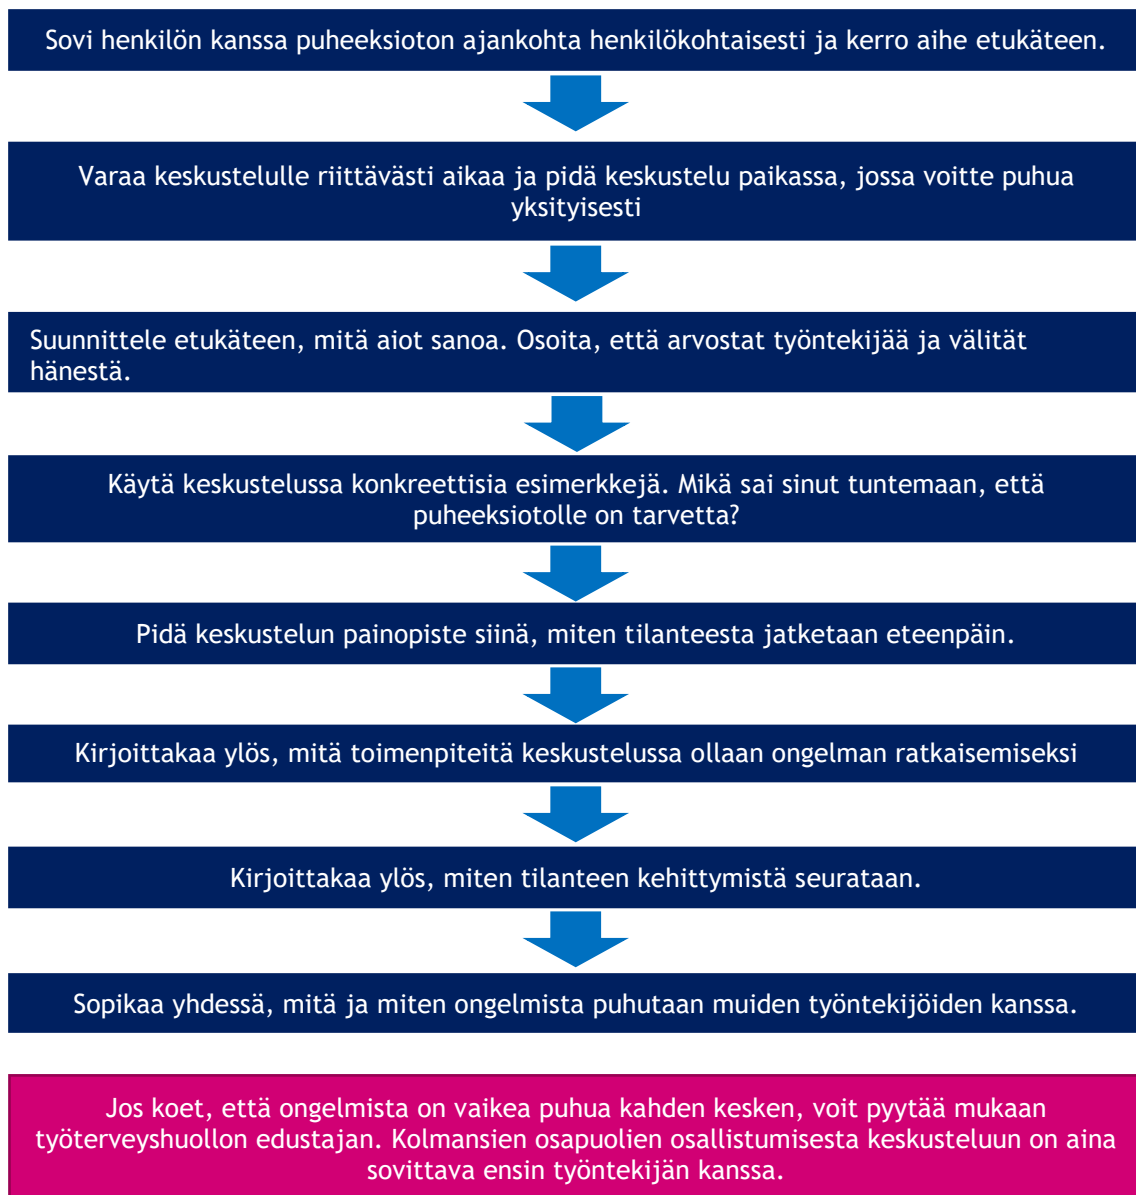 Sovi henkilön kanssa puheeksioton ajankohta henkilökohtaisesti ja kerro aihe etukäteen.
Varaa keskustelulle riittävästi aikaa ja pidä keskustelu paikassa, jossa voitte puhua
yksityisesti
Suunnittele etukäteen, mitä aiot sanoa. Osoita, että arvostat työntekijää ja välität
hänestä.
Käytä keskustelussa konkreettisia esimerkkejä. Mikä sai sinut tuntemaan, että
puheeksiotolle on tarvetta?
Pidä keskustelun painopiste siinä, miten tilanteesta jatketaan eteenpäin.
Kirjoittakaa ylös, mitä toimenpiteitä keskustelussa ollaan ongelman ratkaisemiseksi
Kirjoittakaa ylös, miten tilanteen kehittymistä seurataan.
Sopikaa yhdessä, mitä ja miten ongelmista puhutaan muiden työntekijöiden kanssa.
Jos koet, että ongelmista on vaikea puhua kahden kesken, voit pyytää mukaan
työterveyshuollon edustajan. Kolmansien osapuolien osallistumisesta keskusteluun on aina
sovittava ensin työntekijän kanssa.